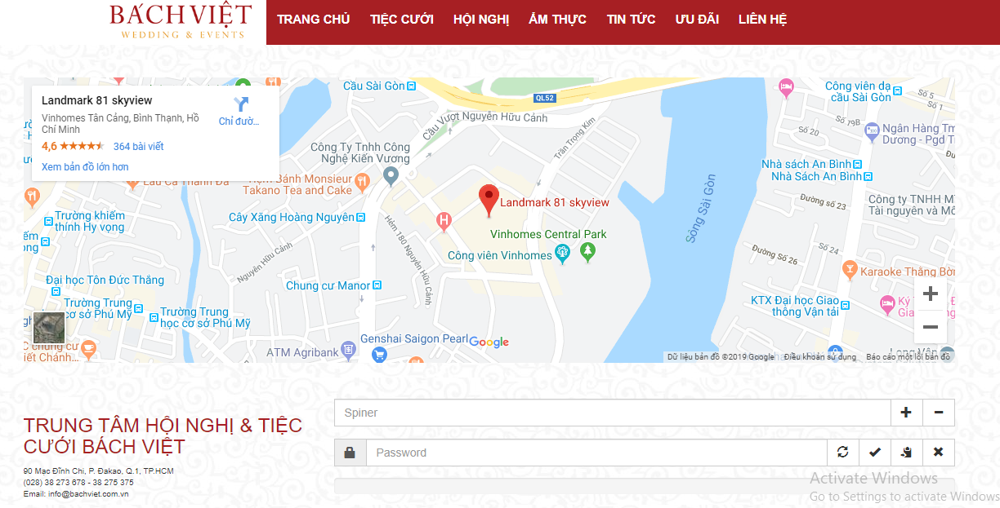 BÁCH VIỆT
WEDDING & EVENTS
TRANG CHỦ
TIỆC CƯỚI
HỘI NGHỊ
ẨM THỰC
TIN TỨC
ƯU ĐÃI
LIÊN HỆ
Landmark 81 skyview
Vinhomes Tân Cảng, Bình Thạnh, Hồ
Chí Minh
4,6
364 bài viết
Xem bản đồ lớn hơn
Chỉ đườ...
Cầu Sài Gòn
QL52
Cầu Vượt Nguyễn Hữu Cảnh
Trần Trọng Kim
Công viên dạ
cầu Sài Gòn
Số 5
Số 1
Số 19B
Số 20
Ngân Hàng Tm
Dương - Pgd T
Công Ty Tnhh Công
Nghệ Kiến Vương
Nhà sách An Bình
Nhà Sách An Bình
Bánh Monsieur
Takano Tea and Cake
Landmark 81 skyview
Đường số 23
Công ty TNHH M
Tài nguyên và Mô
Sông Sài Gòn
Trường khiếm
thính Hy vọng
Cây Xăng Hoàng Nguyên
Hẻm 180 Nguyễn Hữu Cảnh
Vinhomes Central Park
Công viên Vinhomes
Nguyễn Hữu Cảnh
Số 24
Đường Số 26
Karaoke Thằng Bờm
Đại học Tôn Đức Thắng
Chung cư Manor
Trường Trung
cơ sở Phú Mỹ
Trường Trung
học cơ sở Phú Mỹ
KTX Đại học Giao
thông Vận tải
C chung cư
iết Chánh...
ATM Agribank
Genshai Saigon Pearl
Google
Long Vân
Dữ liệu bản đồ ©2019 Google
Điều khoản sử dụng
Báo cáo một lỗi bản đồ
TRUNG TÂM HỘI NGHỊ & TIỆC
CƯỚI BÁCH VIỆT
90 Mạc Đĩnh Chi, P. Đakao, Q.1, TP.HCM
(028) 38 273 678 - 38 275 375
Email: info@bachviet.com.vn
Spiner
Password
Activate Windows
Go to Settings to activate Windows